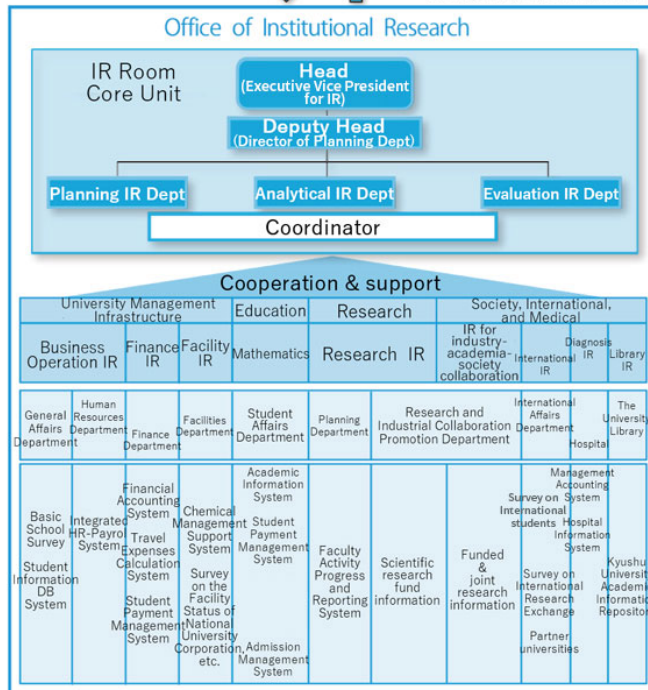 Office of Institutional Research
IR Room
Core Unit
Head
(Executive Vice President
for IR)
Deputy Head
(Director of Planning Dept)
Planning IR Dept
Analytical IR Dept
Evaluation IR Dept
Coordinator
Cooperation & support
University Management
Infrastructure
Education
Research
Society, International,
and Medical
Business
Operation IR
Finance
IR
Facility
IR
Mathematics
Research IR
IR for
industry-
academia-
society
collaboration
International
IR
Diagnosis
IR
Library
IR
General
Affairs
Department
Human
Resources
Department
Finance
Department
Facilities
Department
Student
Affairs
Department
Planning
Department
Research and
Industrial Collaboration
Promotion Department
International
Affairs
Department
Hospital
The
University
Library
Basic
School
Survey
Student
Information
DB
System
Integrated
HR-Payrol
System
Financial
Accounting
System
Travel
Expenses
Calculation
System
Student
Payment
Management
System
Chemical
Management
Support
System
Survey
on the
Facility
Status of
National
University
Corporation,
etc.
Academic
Information
System
Student
Payment
Management
System
Admission
Management
System
Faculty
Activity
Progress
and
Reporting
System
Scientific
research
fund
information
Funded
&
joint
research
information
Survey on
International
students
Survey on
International
Research
Exchange
Partner
universities
Management
Accounting
System
Hospital
Information
System
Kyushu
University
Academic
Information
Repository